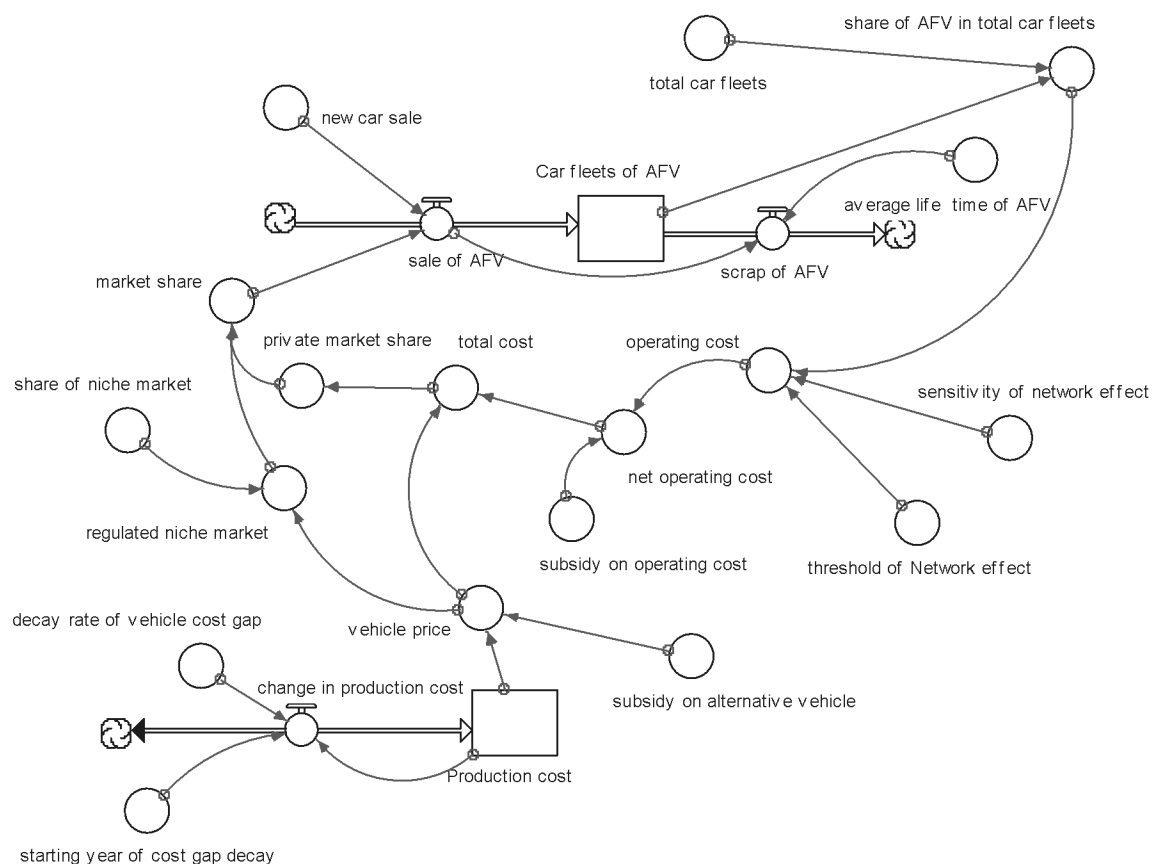 share of AFV in total car fleets
total car fleets
new car sale
Car fleets of AFV
average life time of AFV
sale of AFV
scrap of AFV
market share
private market share
total cost
operating cost
share of niche market
sensitivity of network effect
net operating cost
regulated niche market
subsidy on operating cost
threshold of Network effect
decay rate of vehicle cost gap
vehicle price
change in production cost
subsidy on alternative vehicle
Production cost
starting year of cost gap decay